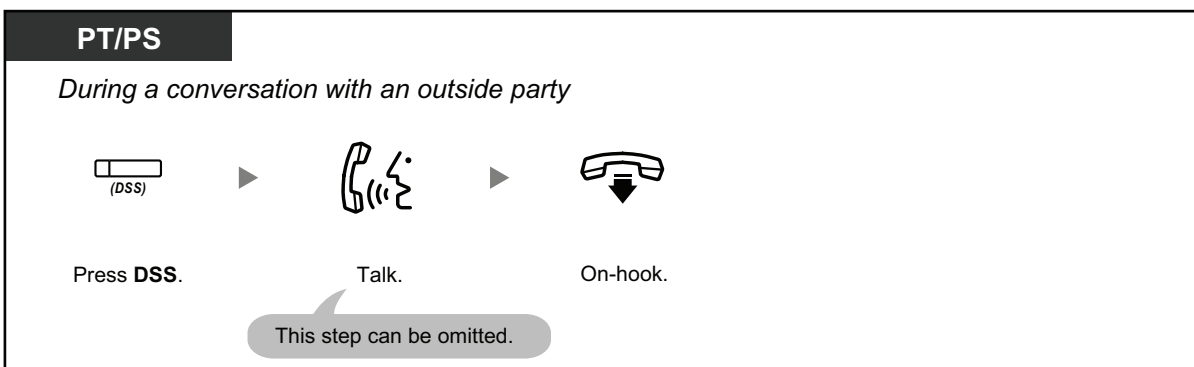 PT/PS
During a conversation with an outside party
(DSS)
Press DSS.
Talk.
On-hook.
This step can be omitted.